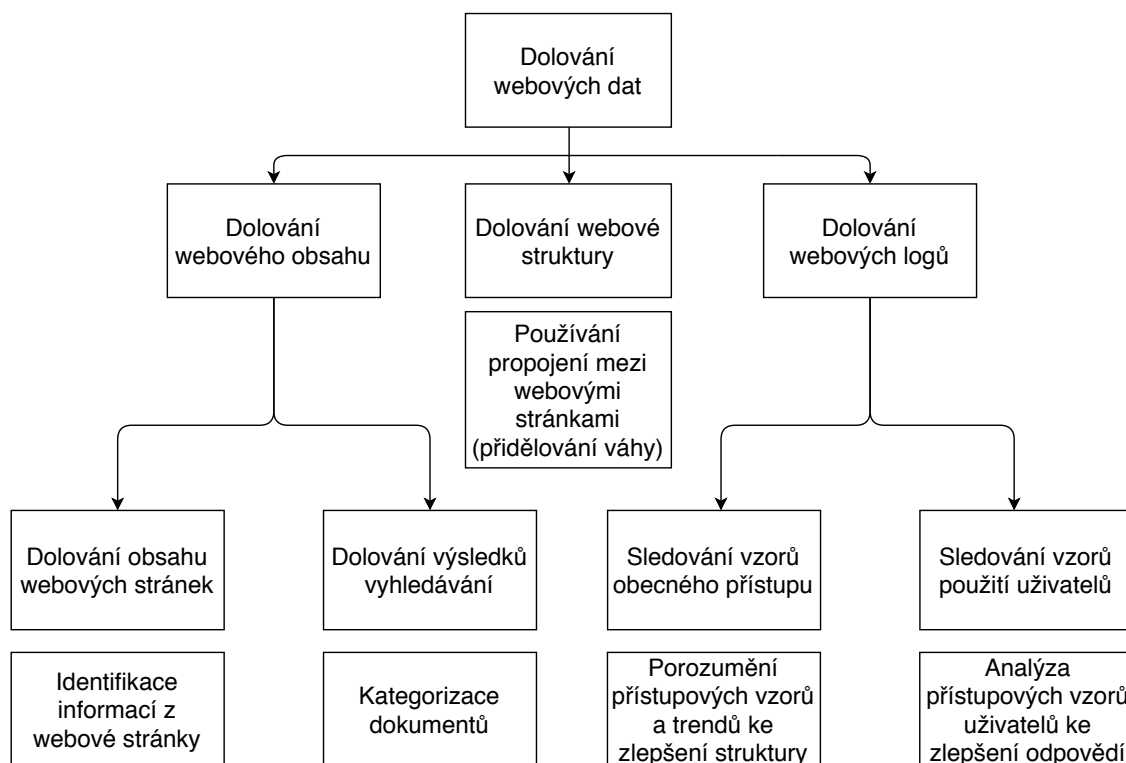 Dolování
webových dat
Dolování
webového obsahu
Dolování webové
struktury
Dolování
webových logů
Používání
propojení mezi
webovými
stránkami
(přidělování váhy)
Dolování obsahu
webových stránek
Dolování výsledků
vyhledávání
Sledování vzorů
obecného přístupu
Sledování vzorů
použití uživatelů
Identifikace
informací z
webové stránky
Kategorizace
dokumentů
Porozumění
přístupových vzorů
a trendů ke
zlepšení struktury
Analýza
přístupových vzorů
uživatelů ke
zlepšení odpovědí